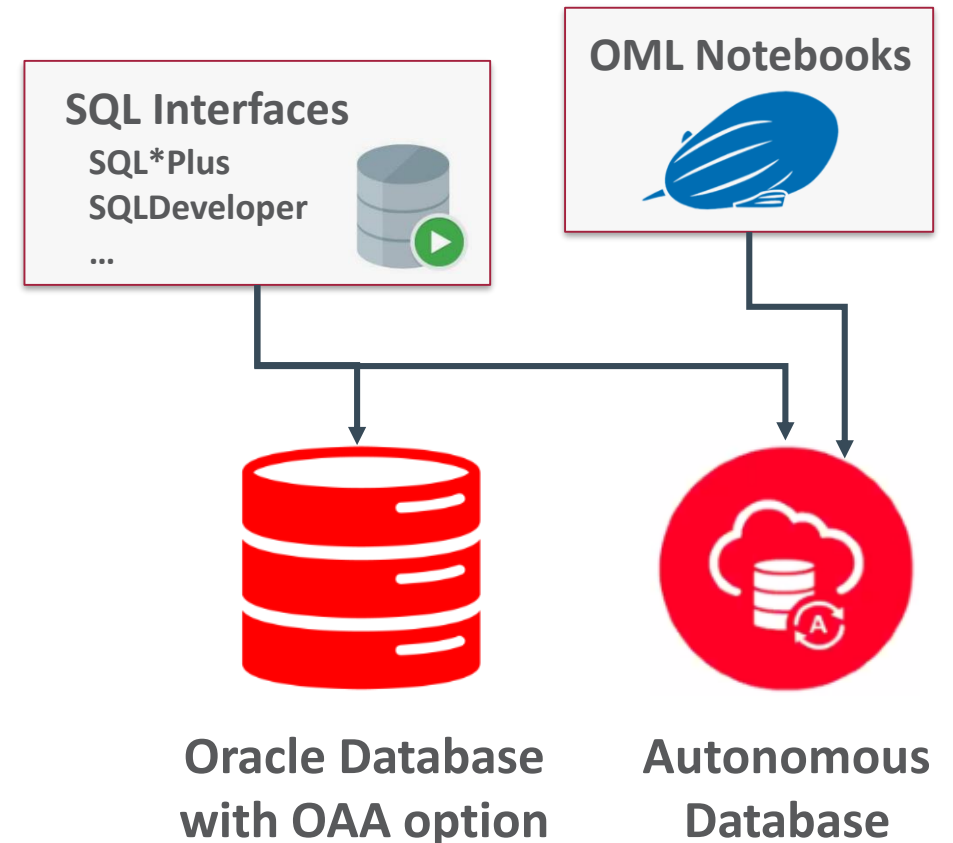 OML Notebooks
SQL Interfaces
SQL*Plus
SQLDeveloper
...
A
Oracle Database
with OAA option
Autonomous
Database